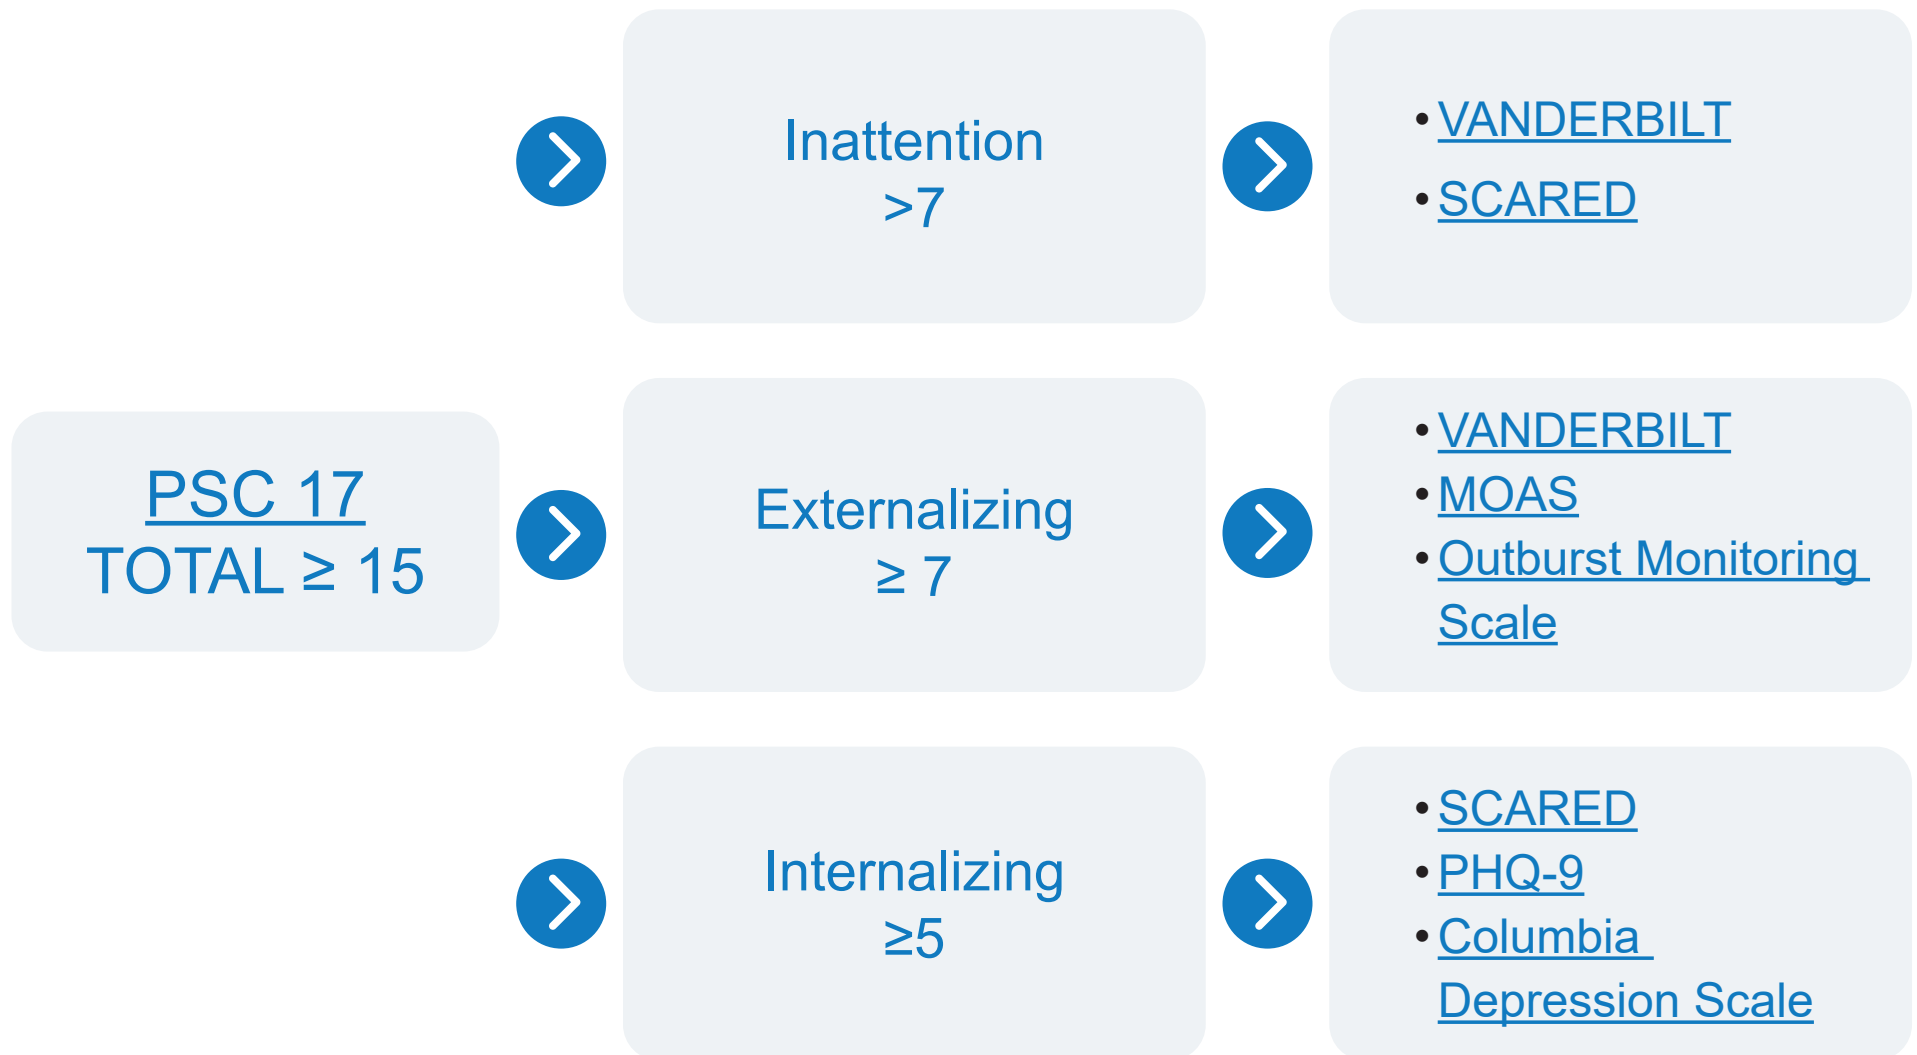 PSC 17
TOTAL ≥ 15
Inattention
>7
• VANDERBILT
• SCARED
Externalizing
≥ 7
• VANDERBILT
• MOAS
• Outburst Monitoring
Scale
Internalizing
≥5
• SCARED
• PHQ-9
• Columbia
Depression Scale